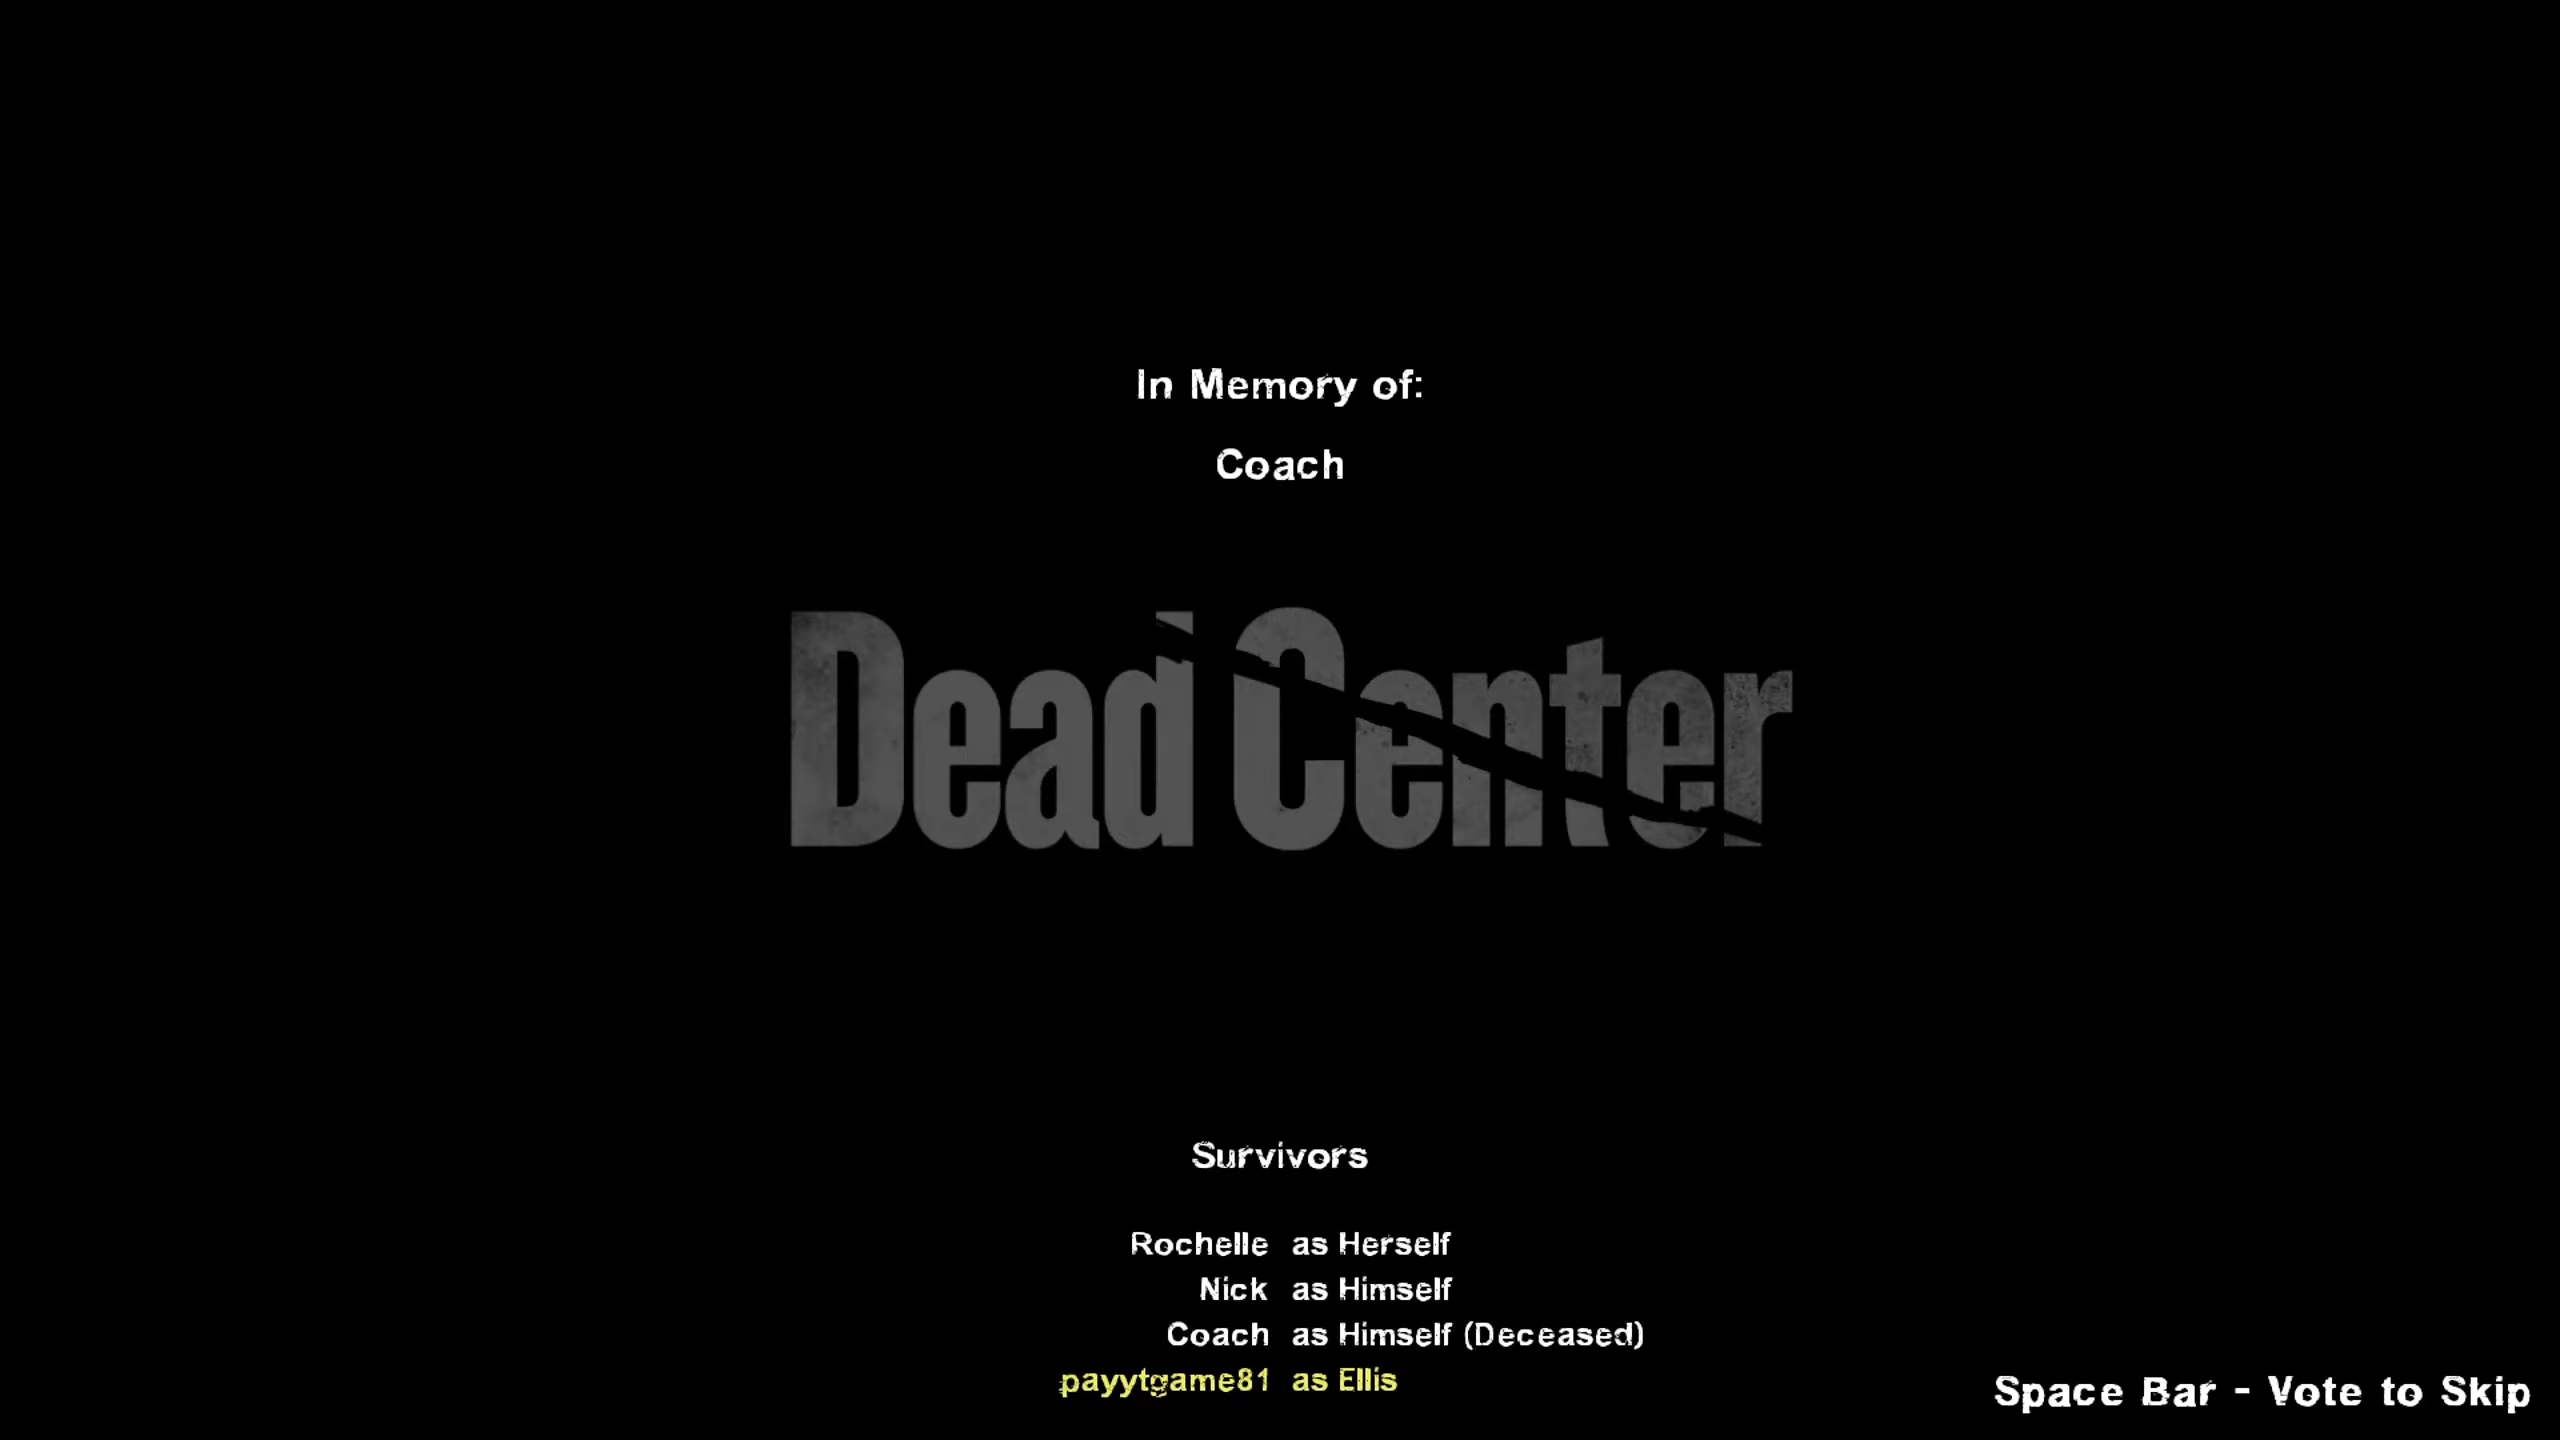 In Memory of:
Coach
Dead Center
Survivors
Rochelle as Herself
Nick as Himself
Coach as Himself (Deceased)
payytgame81 as Ellis
Space Bar - Vote to Skip